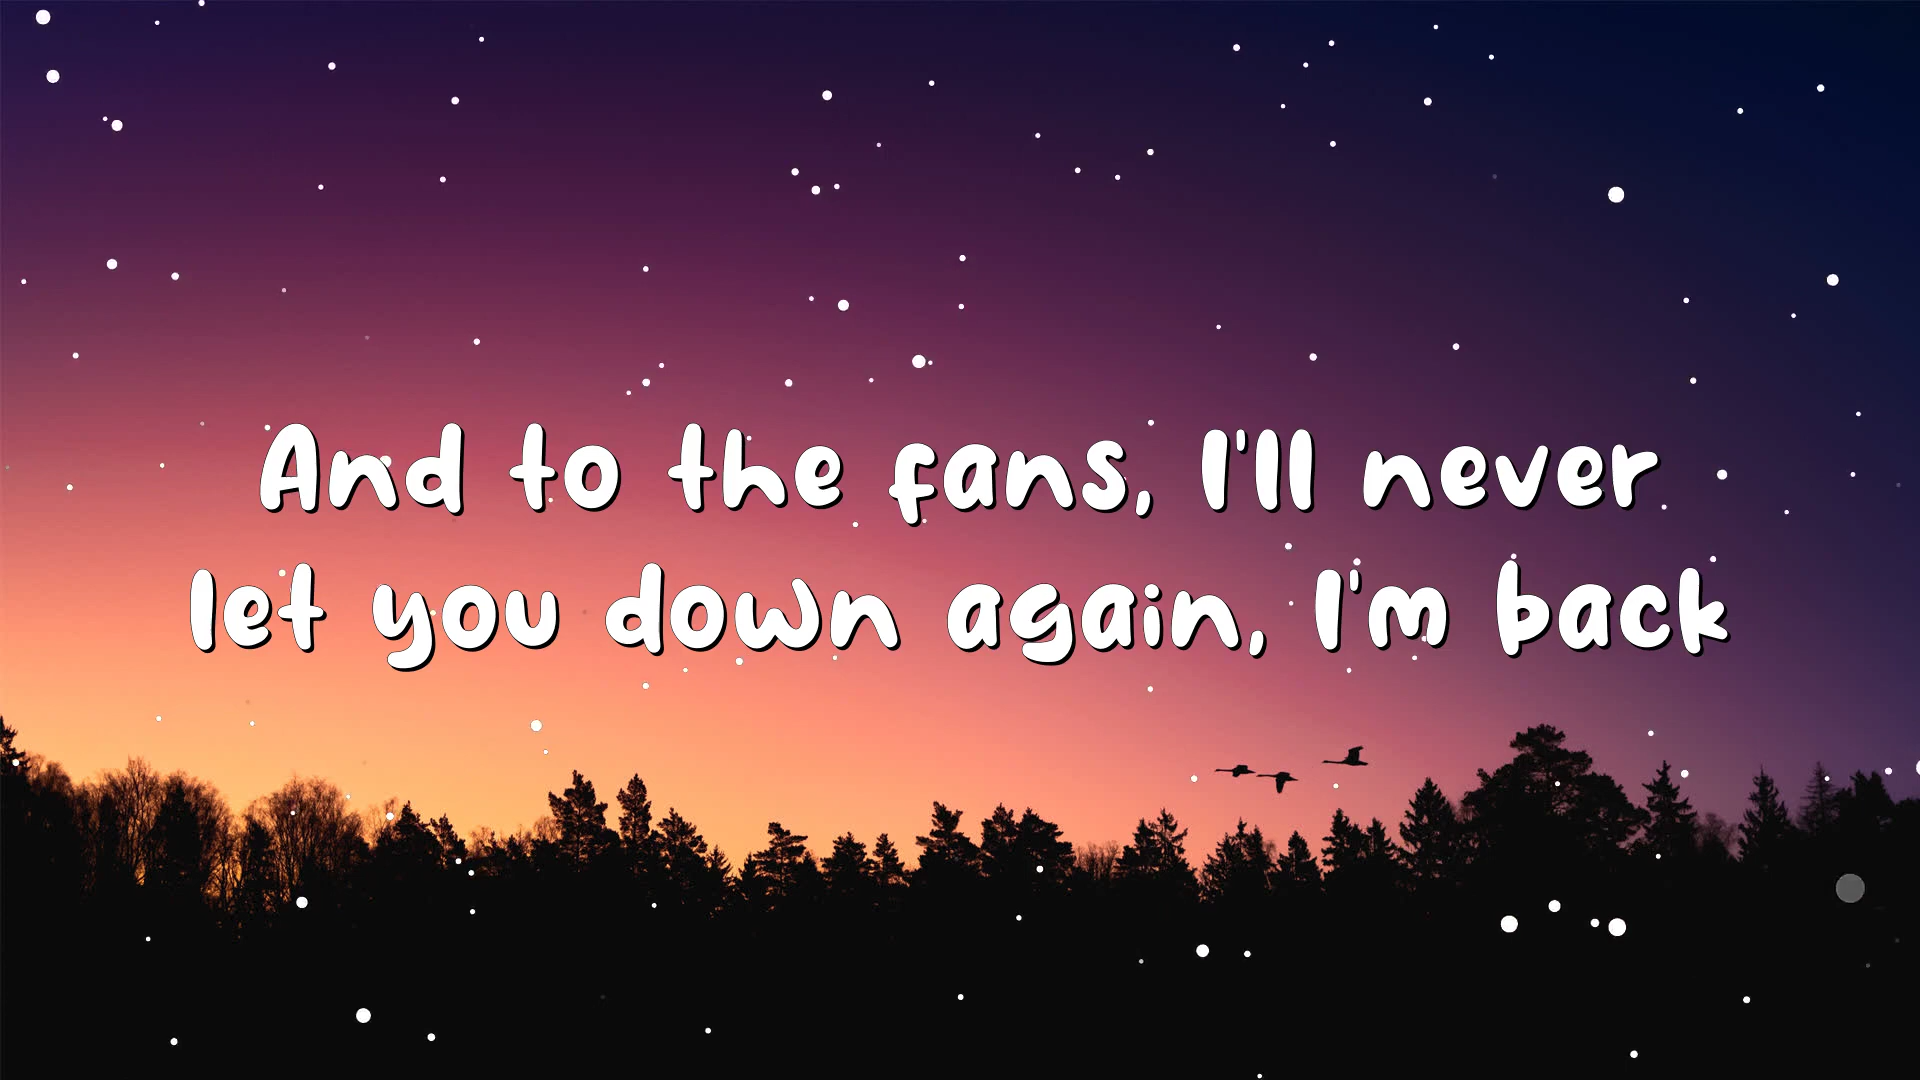 And to the fans, I'll never
let you down again, I'm back